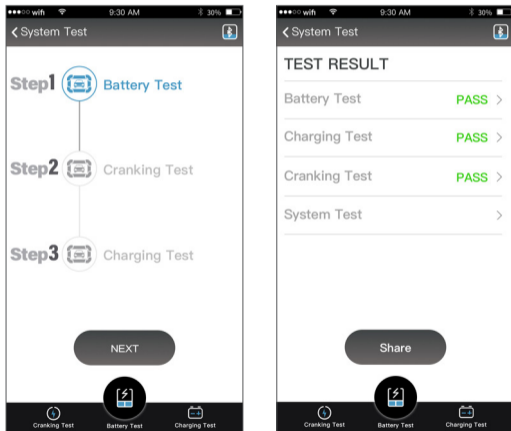 wifi 9:30 AM 30%
System Test
Step1 Battery Test
Step2 Cranking Test
Step3 Charging Test
NEXT
Cranking Test Battery Test Charging Test
wifi 9:30 AM 30%
System Test
TEST RESULT
Battery Test PASS >
Charging Test PASS >
Cranking Test PASS >
System Test >
Share
Cranking Test Battery Test Charging Test